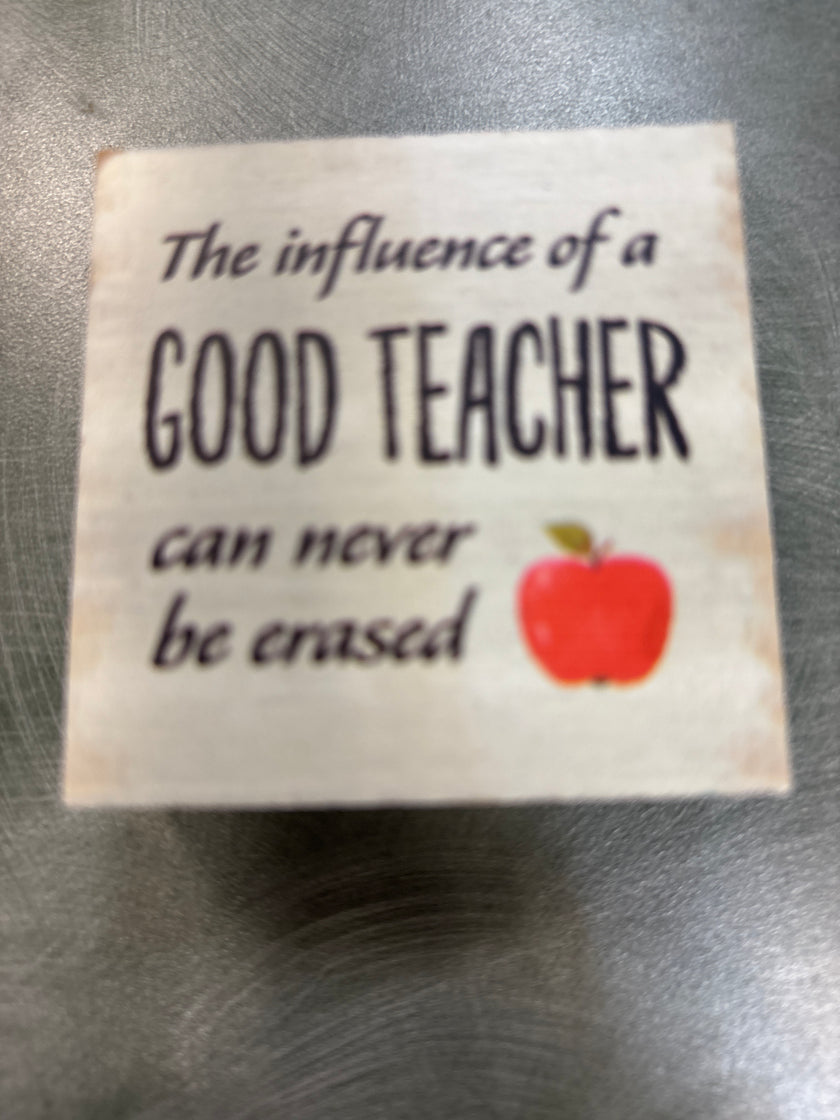 The influence of a
GOOD TEACHER
can never
be erased